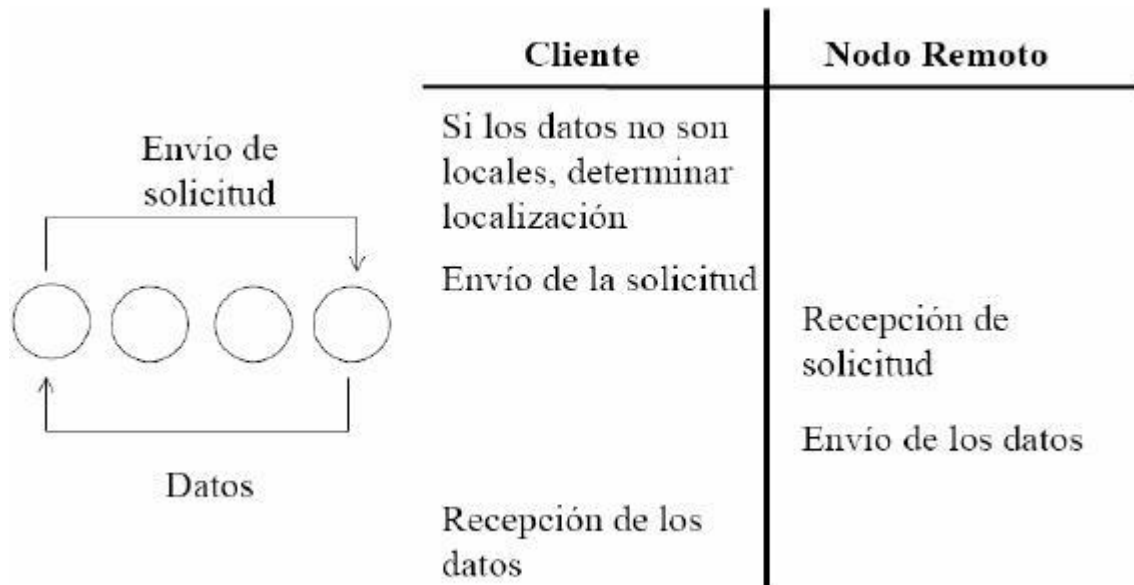 Envío de
solicitud
Datos
Cliente
Nodo Remoto
Si los datos no son
locales, determinar
localización
Envío de la solicitud
Recepción de
solicitud
Envío de los datos
Recepción de los
datos